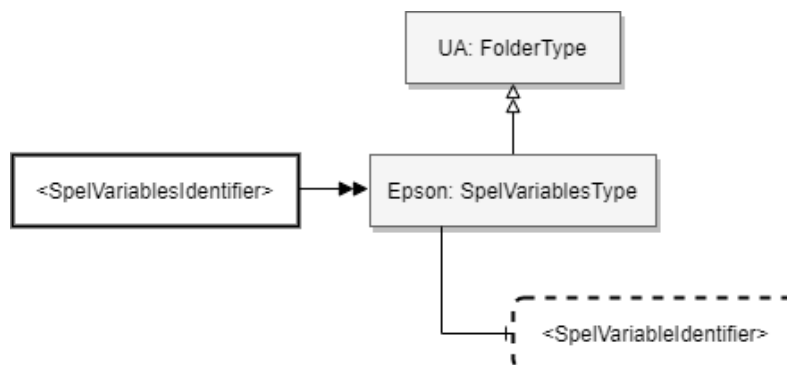 UA: FolderType
<SpelVariablesIdentifier>
Epson: SpelVariablesType
<SpelVariableIdentifier>